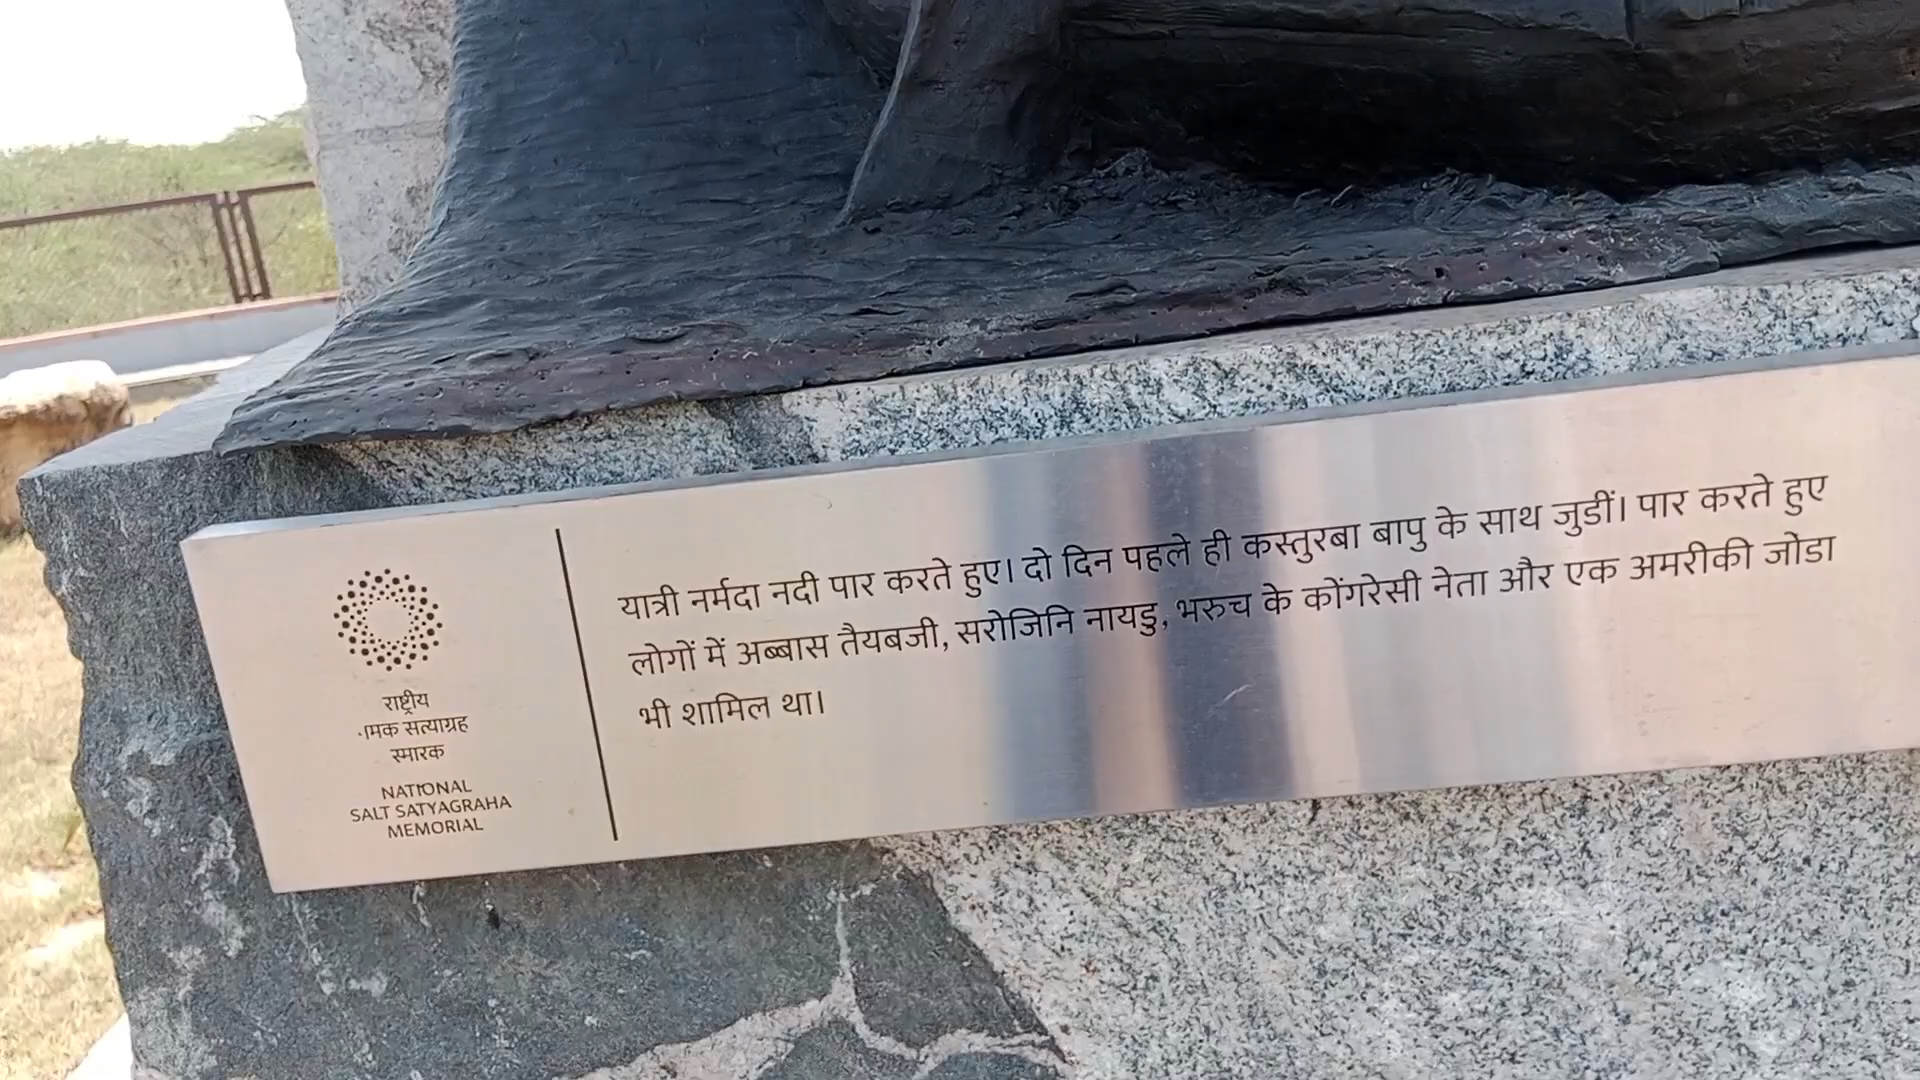 राष्ट्रीय
नमक सत्याग्रह
स्मारक
NATIONAL
SALT SATYAGRAHA
MEMORIAL
यात्री नर्मदा नदी पार करते हुए। दो दिन पहले ही कस्तुरबा बापु के साथ जुडीं। पार करते हुए
लोगों में अब्बास तैयबजी, सरोजिनि नायडु, भरुच के कोंगरेसी नेता और एक अमरीकी जोडा
भी शामिल था।